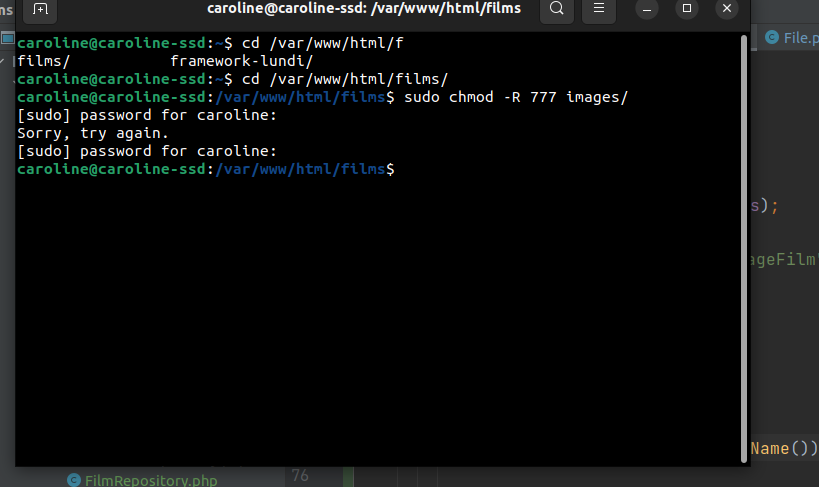 ns
caroline@caroline-ssd: /var/www/html/films
File.p
caroline@caroline-ssd:~$ cd /var/www/html/f
films/           framework-lundi/
caroline@caroline-ssd:~$ cd /var/www/html/films/
caroline@caroline-ssd:/var/www/html/films$ sudo chmod -R 777 images/
[sudo] password for caroline:
Sorry, try again.
[sudo] password for caroline:
caroline@caroline-ssd:/var/www/html/films$
s);
ageFilm'
Name())
76
FilmRepository.php